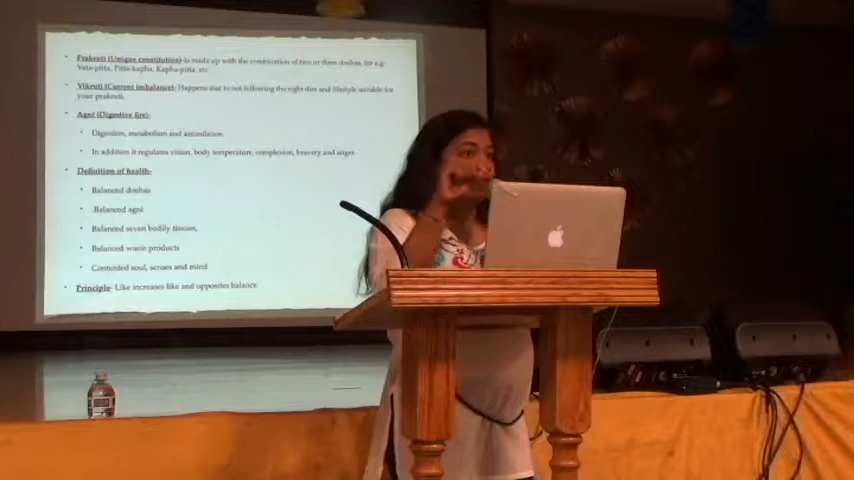 • Prakruti (Unique constitution)-is made up with the combination of two or three doshas, for e.g:
Vata-pitta, Pitta-kapha, Kapha-pitta, etc
• Vikruti (Current imbalance)- Happens due to not following the right diet and lifestyle suitable for
your prakruti.
• Agni (Digestive fire)-
• Digestion, metabolism and assimilation.
• In addition it regulates vision, body temperature, complexion, bravery and anger.
• Definition of health-
• Balanced doshas
• Balanced agni
• Balanced seven bodily tissues,
• Balanced waste products
• Contented soul, senses and mind
• Principle- Like increases like and opposites balance